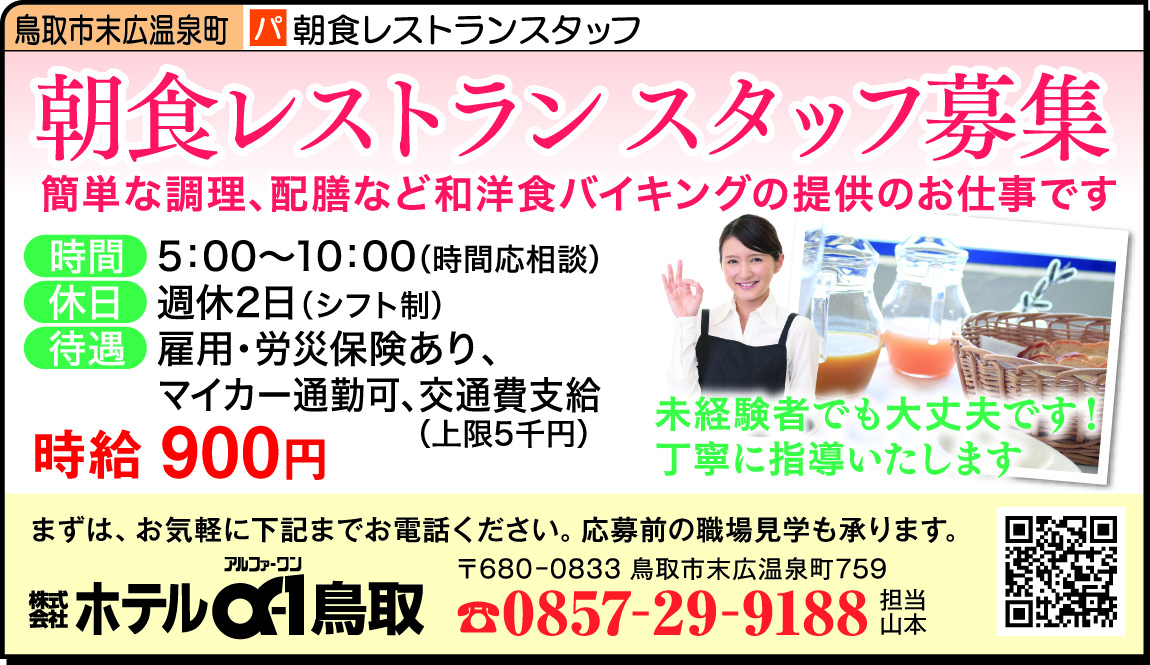 鳥取市末広温泉町 パ 朝食レストランスタッフ
朝食レストラン スタッフ募集
簡単な調理、配膳など和洋食バイキングの提供のお仕事です
時間 5:00～10:00(時間応相談)
休日 週休2日(シフト制)
待遇 雇用・労災保険あり、
マイカー通勤可、交通費支給
(上限5千円)
時給 900円
未経験者でも大丈夫です!
丁寧に指導いたします
まずは、お気軽に下記までお電話ください。応募前の職場見学も承ります。
アルファーワン
株式会社 ホテルα-1鳥取
〒680-0833 鳥取市末広温泉町759
☎0857-29-9188 担当 山本